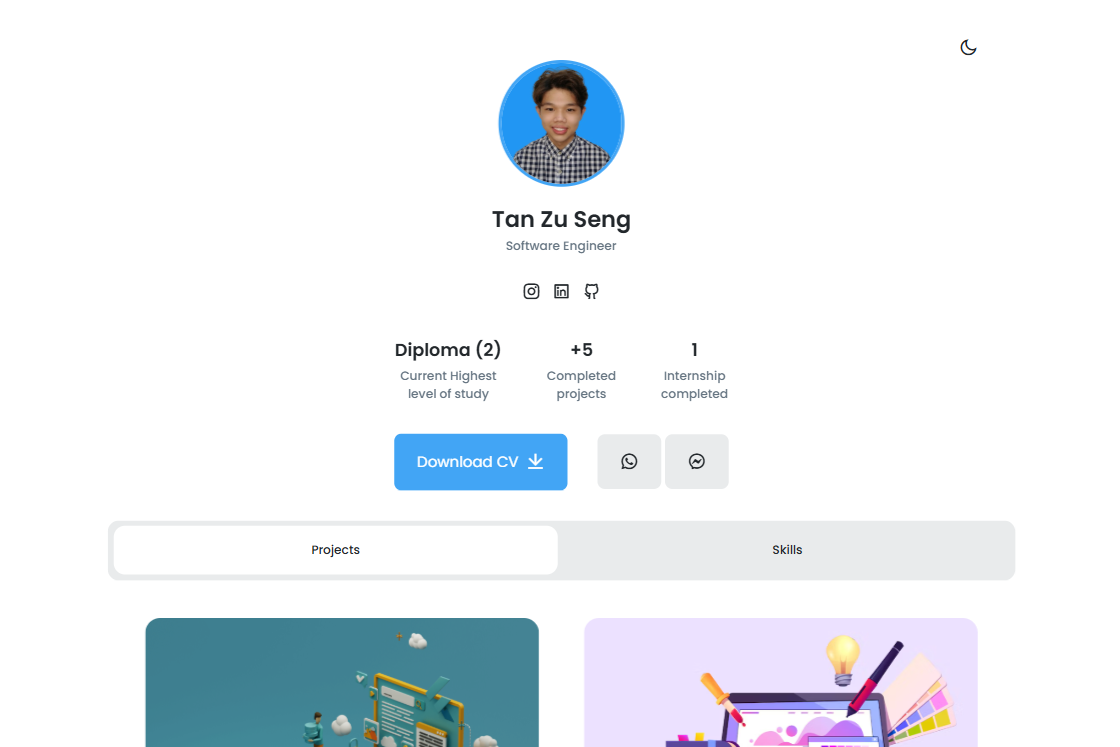 Tan Zu Seng
Software Engineer
Diploma (2)
Current Highest
level of study
+5
Completed
projects
1
Internship
completed
Download CV
Projects
Skills